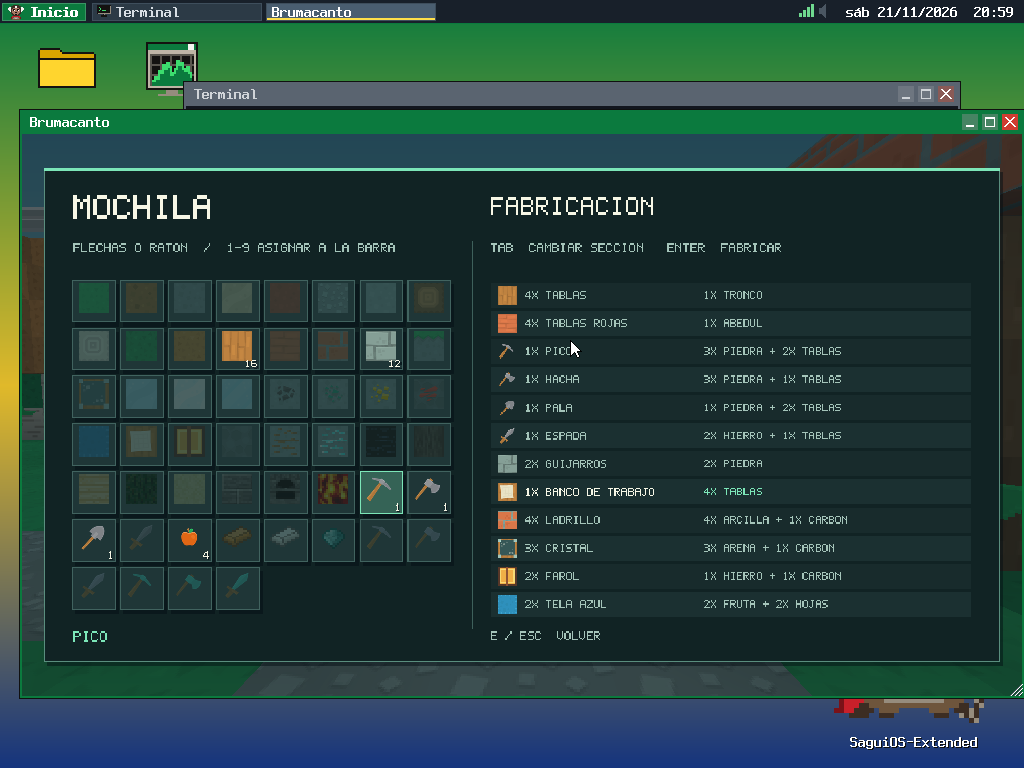 Inicio
Terminal
Brumacanto
sáb 21/11/2026 20:59
Terminal
Brumacanto
MOCHILA
FABRICACION
FLECHAS O RATON / 1-9 ASIGNAR A LA BARRA
TAB CAMBIAR SECCION ENTER FABRICAR
4X TABLAS 1X TRONCO
4X TABLAS ROJAS 1X ABEDUL
1X PICO 3X PIEDRA + 2X TABLAS
1X HACHA 3X PIEDRA + 1X TABLAS
1X PALA 1X PIEDRA + 2X TABLAS
1X ESPADA 2X HIERRO + 1X TABLAS
2X GUIJARROS 2X PIEDRA
1X BANCO DE TRABAJO 4X TABLAS
4X LADRILLO 4X ARCILLA + 1X CARBON
3X CRISTAL 3X ARENA + 1X CARBON
2X FAROL 1X HIERRO + 1X CARBON
2X TELA AZUL 2X FRUTA + 2X HOJAS
16
12
1
1
1
4
PICO
E / ESC VOLVER
SaguiOS-Extended